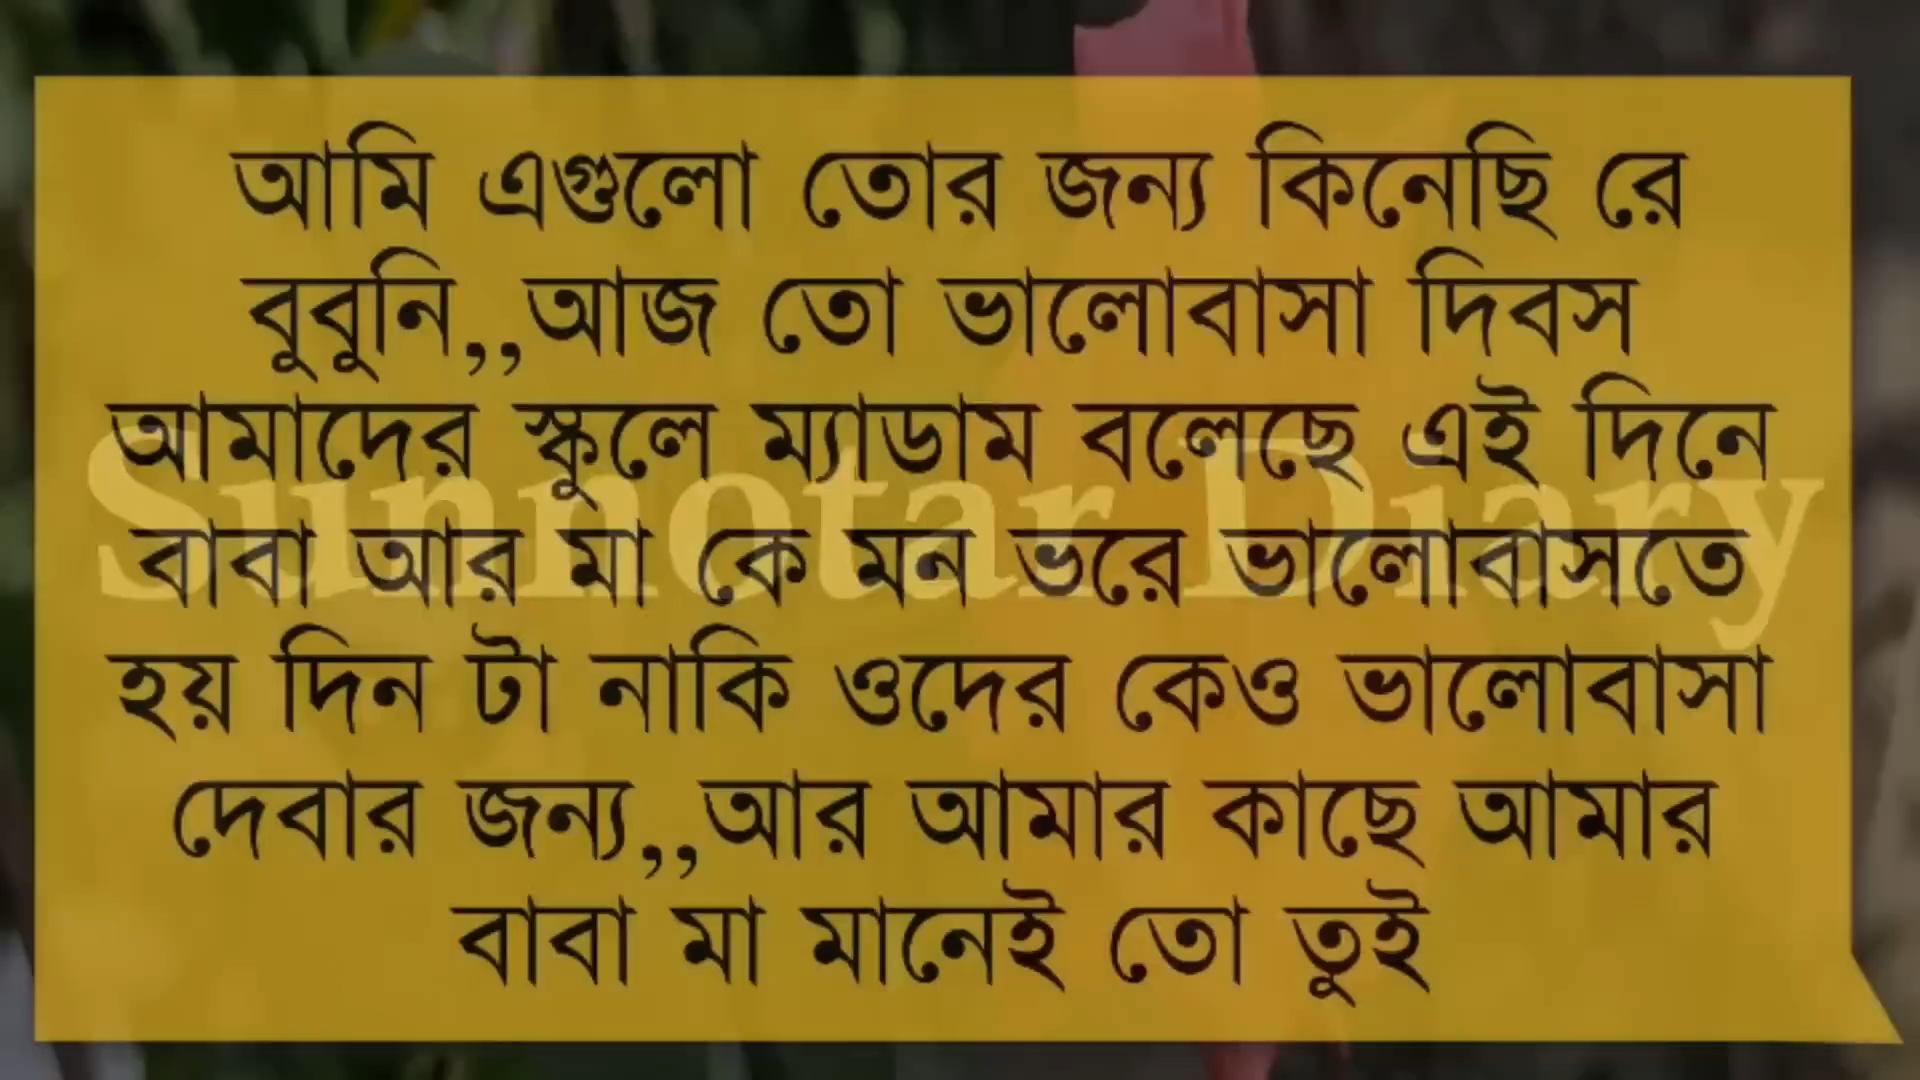 আমি এগুলো তোর জন্য কিনেছি রে
বুবুনি,,আজ তো ভালোবাসা দিবস
আমাদের স্কুলে ম্যাডাম বলেছে এই দিনে
বাবা আর মা কে মন ভরে ভালোবাসতে
হয় দিন টা নাকি ওদের কেও ভালোবাসা
দেবার জন্য,,আর আমার কাছে আমার
বাবা মা মানেই তো তুই
Sunnotar Diary